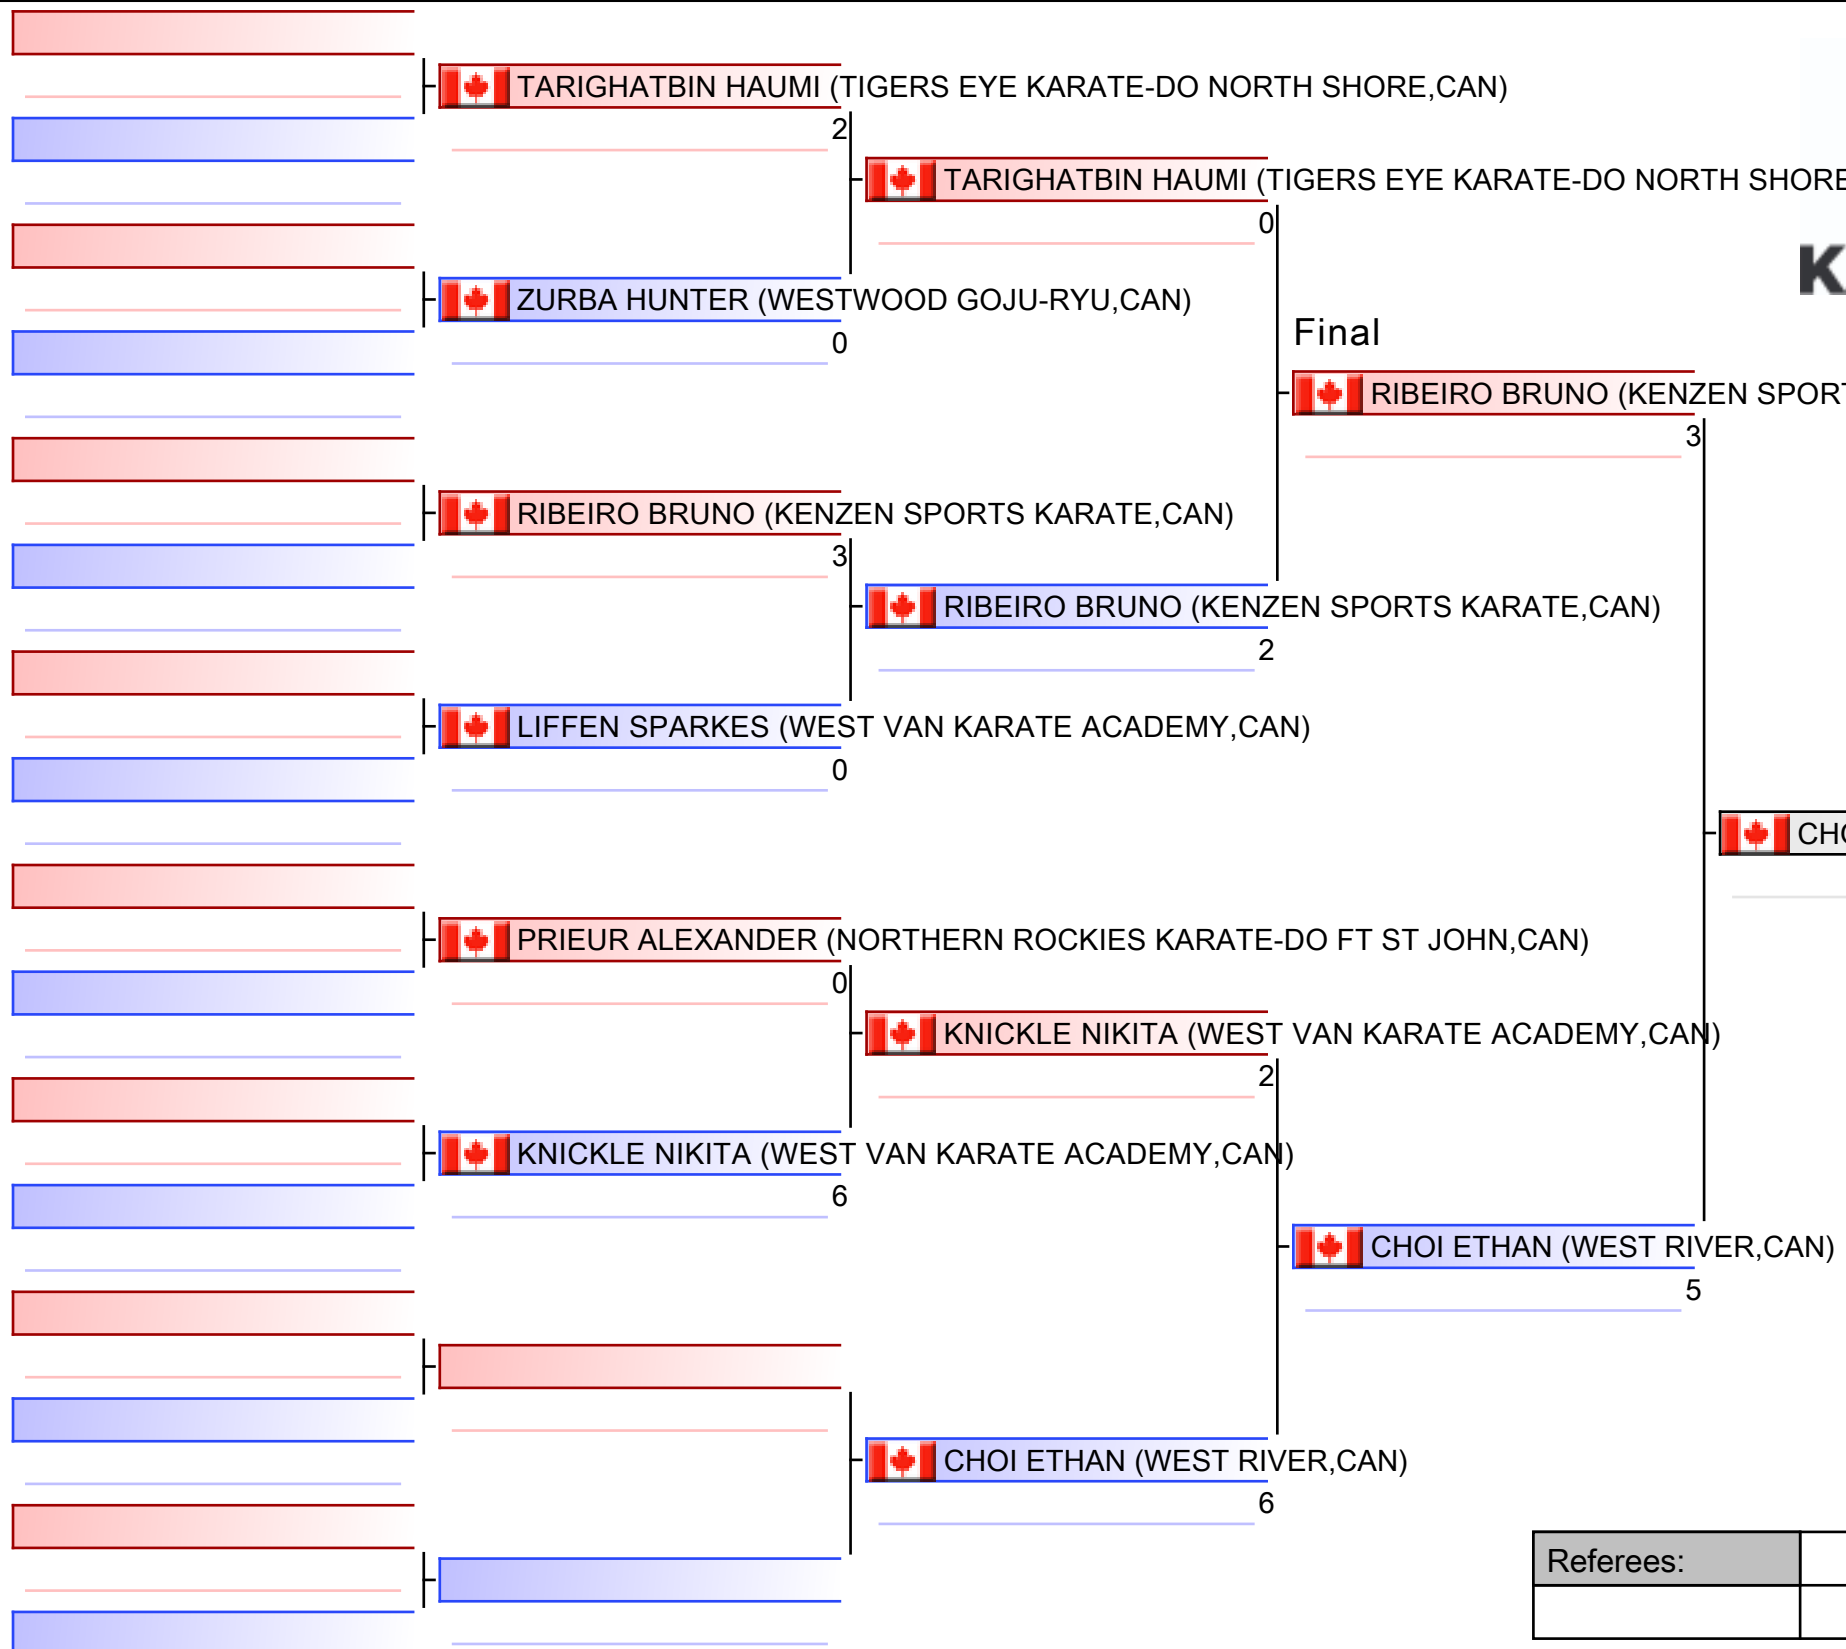 TARIGHATBIN HAUMI (TIGERS EYE KARATE-DO NORTH SHORE,CAN)
2
TARIGHATBIN HAUMI (TIGERS EYE KARATE-DO NORTH SHORE
0
K
ZURBA HUNTER (WESTWOOD GOJU-RYU,CAN)
0
Final
RIBEIRO BRUNO (KENZEN SPORT
3
RIBEIRO BRUNO (KENZEN SPORTS KARATE,CAN)
3
RIBEIRO BRUNO (KENZEN SPORTS KARATE,CAN)
2
LIFFEN SPARKES (WEST VAN KARATE ACADEMY,CAN)
0
CHO
PRIEUR ALEXANDER (NORTHERN ROCKIES KARATE-DO FT ST JOHN,CAN)
0
KNICKLE NIKITA (WEST VAN KARATE ACADEMY,CAN)
2
KNICKLE NIKITA (WEST VAN KARATE ACADEMY,CAN)
6
CHOI ETHAN (WEST RIVER,CAN)
5
CHOI ETHAN (WEST RIVER,CAN)
6
Referees: